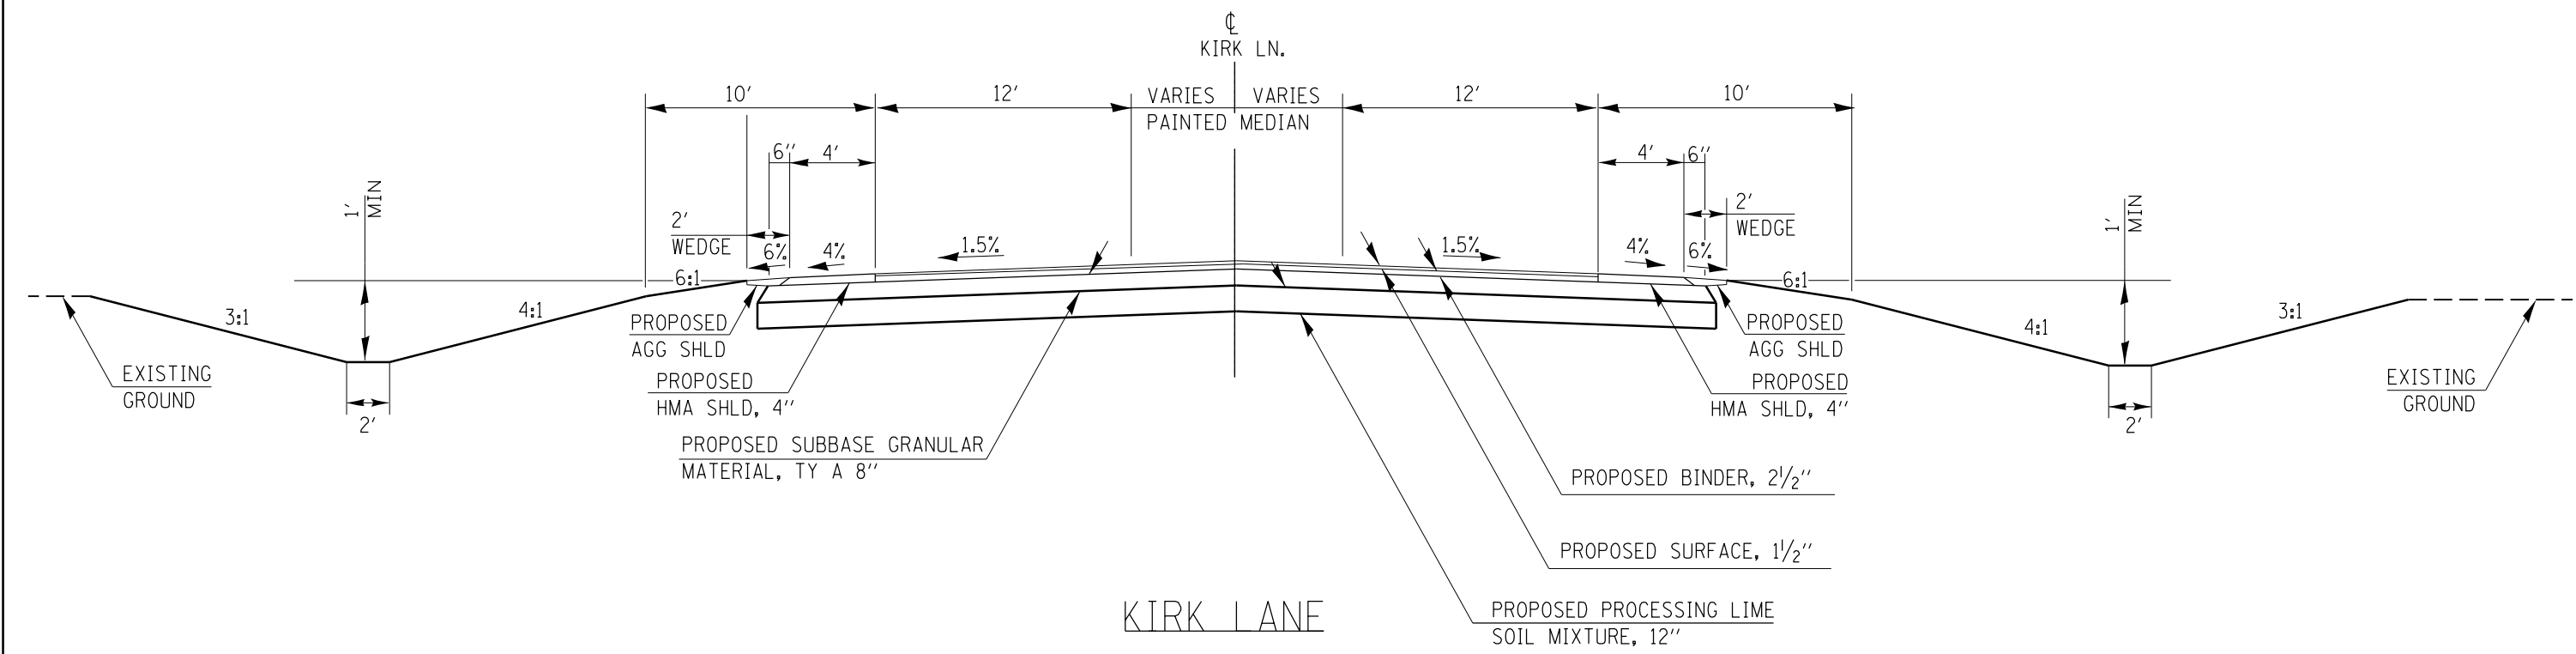 ℄
KIRK LN.
10' 12' VARIES VARIES 12' 10'
PAINTED MEDIAN
6" 4' 4' 6"
1' MIN
2' WEDGE
2' WEDGE
1' MIN
6% 4% 1.5% 1.5% 4% 6%
6:1 6:1
3:1 4:1 4:1 3:1
PROPOSED
AGG SHLD
PROPOSED
AGG SHLD
EXISTING
GROUND
PROPOSED
HMA SHLD, 4"
PROPOSED
HMA SHLD, 4"
EXISTING
GROUND
2' 2'
PROPOSED SUBBASE GRANULAR
MATERIAL, TY A 8"
PROPOSED BINDER, 2½"
PROPOSED SURFACE, 1½"
PROPOSED PROCESSING LIME
SOIL MIXTURE, 12"
KIRK LANE